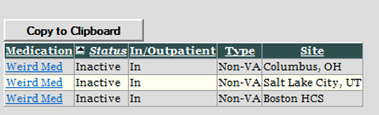 Copy to Clipboard
Medication Status In/Outpatient Type Site
Weird Med Inactive In Non-VA Columbus, OH
Weird Med Inactive In Non-VA Salt Lake City, UT
Weird Med Inactive In Non-VA Boston HCS